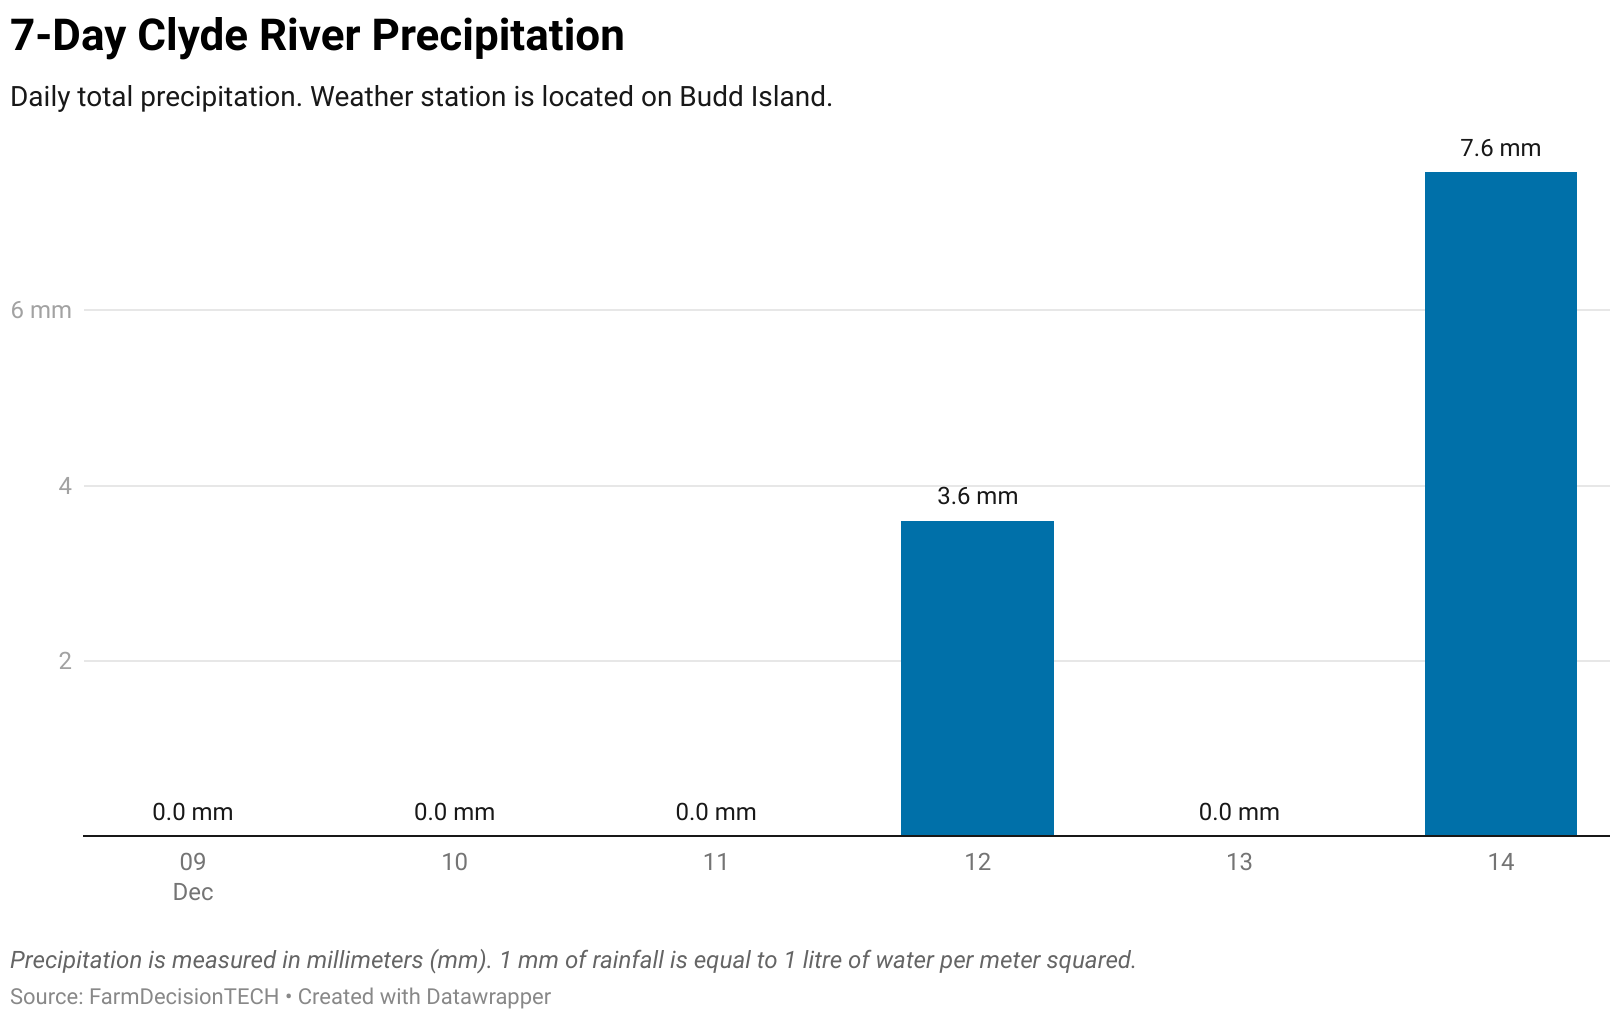 7-Day Clyde River Precipitation
Daily total precipitation. Weather station is located on Budd Island.
7.6 mm
6 mm
4
3.6 mm
2
0.0 mm 0.0 mm 0.0 mm 0.0 mm
09 10 11 12 13 14
Dec
Precipitation is measured in millimeters (mm). 1 mm of rainfall is equal to 1 litre of water per meter squared.
Source: FarmDecisionTECH • Created with Datawrapper